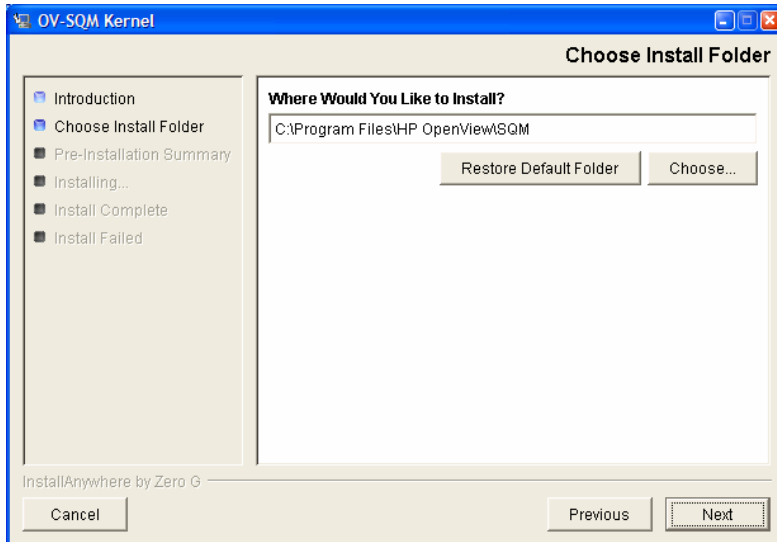 OV-SQM Kernel
Choose Install Folder
Introduction
Choose Install Folder
Pre-Installation Summary
Installing...
Install Complete
Install Failed
Where Would You Like to Install?
C:\Program Files\HP OpenView\SQM
Restore Default Folder
Choose...
InstallAnywhere by Zero G
Cancel
Previous
Next